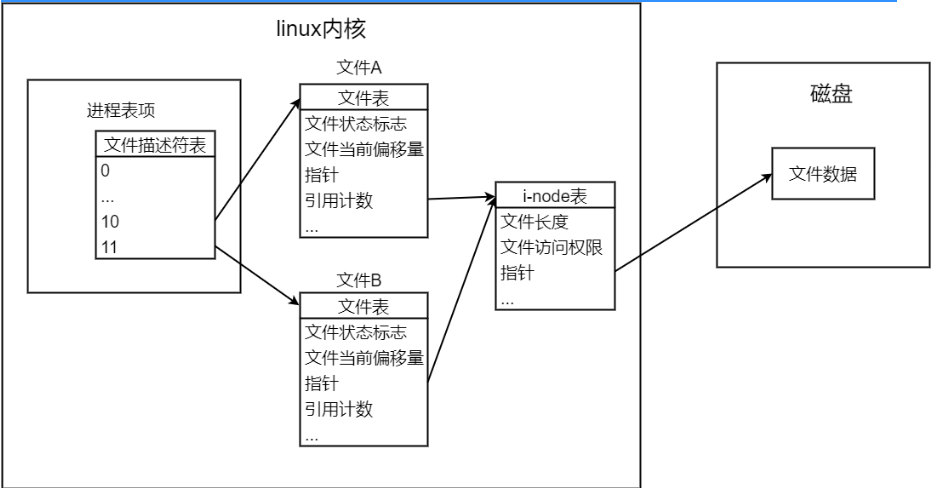 linux内核
进程表项
文件描述符表
0
...
10
11
文件A
文件表
文件状态标志
文件当前偏移量
指针
引用计数
...
文件B
文件表
文件状态标志
文件当前偏移量
指针
引用计数
...
i-node表
文件长度
文件访问权限
指针
...
磁盘
文件数据